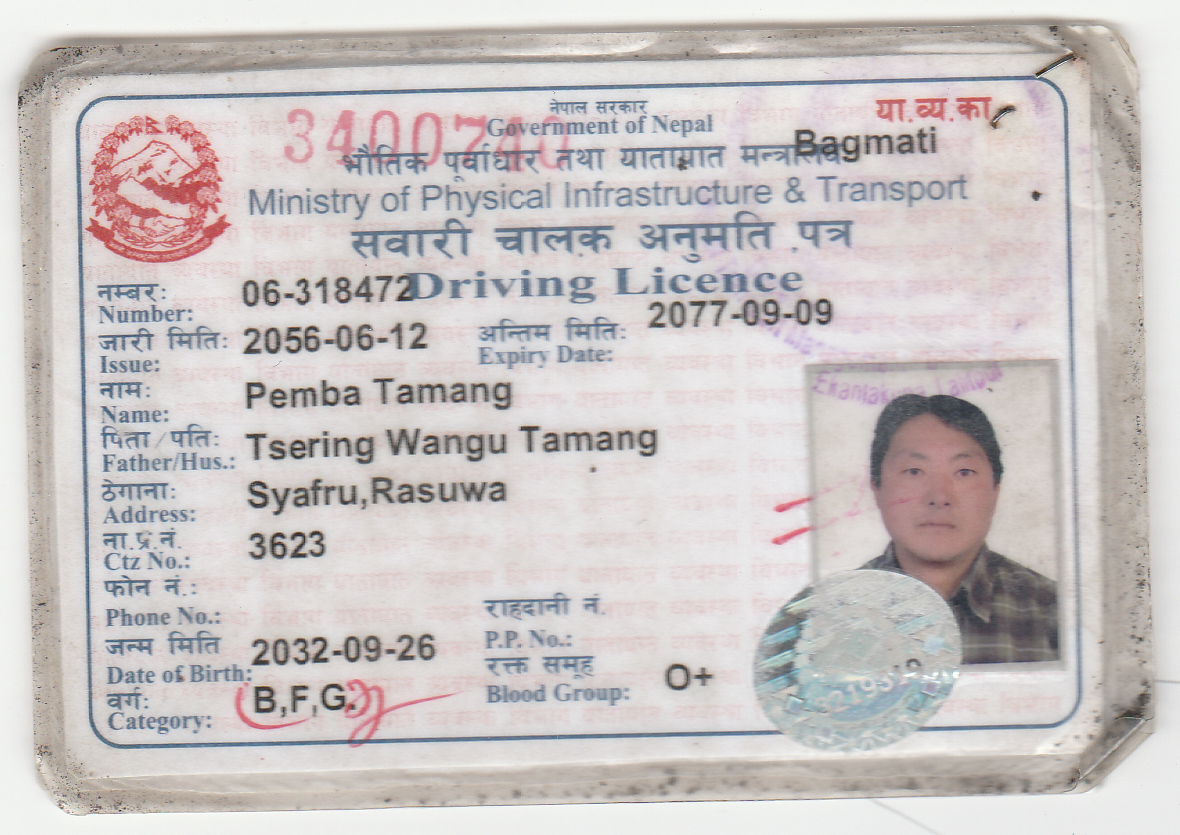 नेपाल सरकार
या.व्य.का.
3400740
Government of Nepal
Bagmati
भौतिक पूर्वाधार तथा यातायात मन्त्रालय
Ministry of Physical Infrastructure & Transport
सवारी चालक अनुमति पत्र
Driving Licence
नम्बर: 06-318472
Number:
जारी मिति: 2056-06-12 अन्तिम मिति: 2077-09-09
Issue: Expiry Date:
नाम: Pemba Tamang
Name:
पिता/पति: Tsering Wangu Tamang
Father/Hus.:
ठेगाना: Syafru,Rasuwa
Address:
ना.प्र.नं. 3623
Ctz No.:
फोन नं.:
Phone No.:
राहदानी नं.
P.P. No.:
जन्म मिति 2032-09-26
Date of Birth:
रक्त समूह O+
Blood Group:
वर्ग: B,F,G.
Category: